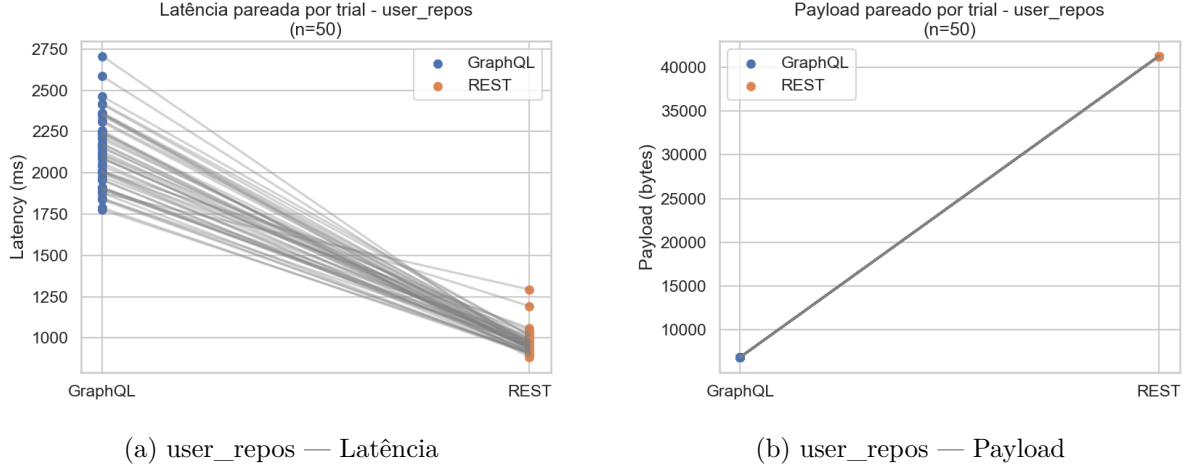 Latência pareada por trial - user_repos
(n=50)
GraphQL
REST
2750
2500
2250
2000
1750
1500
1250
1000
Latency (ms)
GraphQL
REST
(a) user_repos — Latência
Payload pareado por trial - user_repos
(n=50)
GraphQL
REST
40000
35000
30000
25000
20000
15000
10000
Payload (bytes)
GraphQL
REST
(b) user_repos — Payload